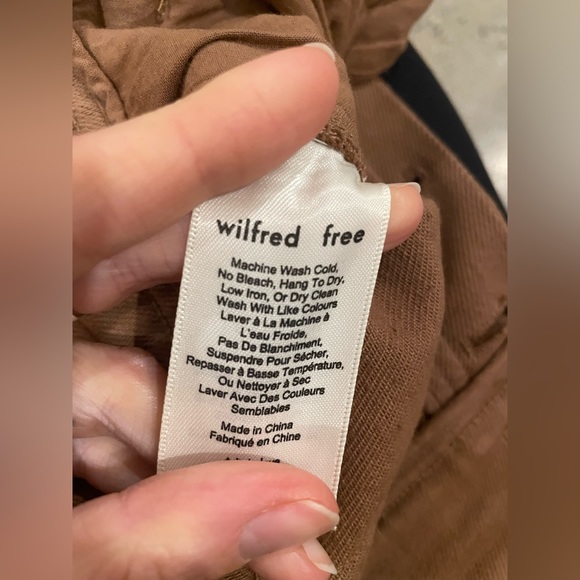 wilfred free
Machine Wash Cold,
No Bleach, Hang To Dry,
Low Iron, Or Dry Clean
Wash With Like Colours
Laver à La Machine à
L'eau Froide,
Pas De Blanchiment,
Suspendre Pour Sécher,
Repasser à Basse Température,
Ou Nettoyer à Sec
Laver Avec Des Couleurs
Semblables
Made in China
Fabriqué en Chine